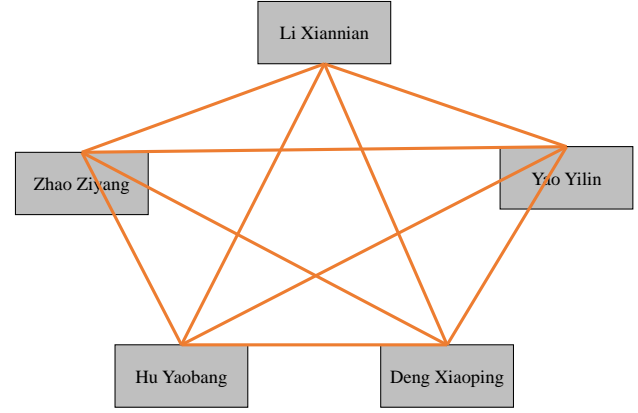 Li Xiannian
Zhao Ziyang
Yao Yilin
Hu Yaobang
Deng Xiaoping